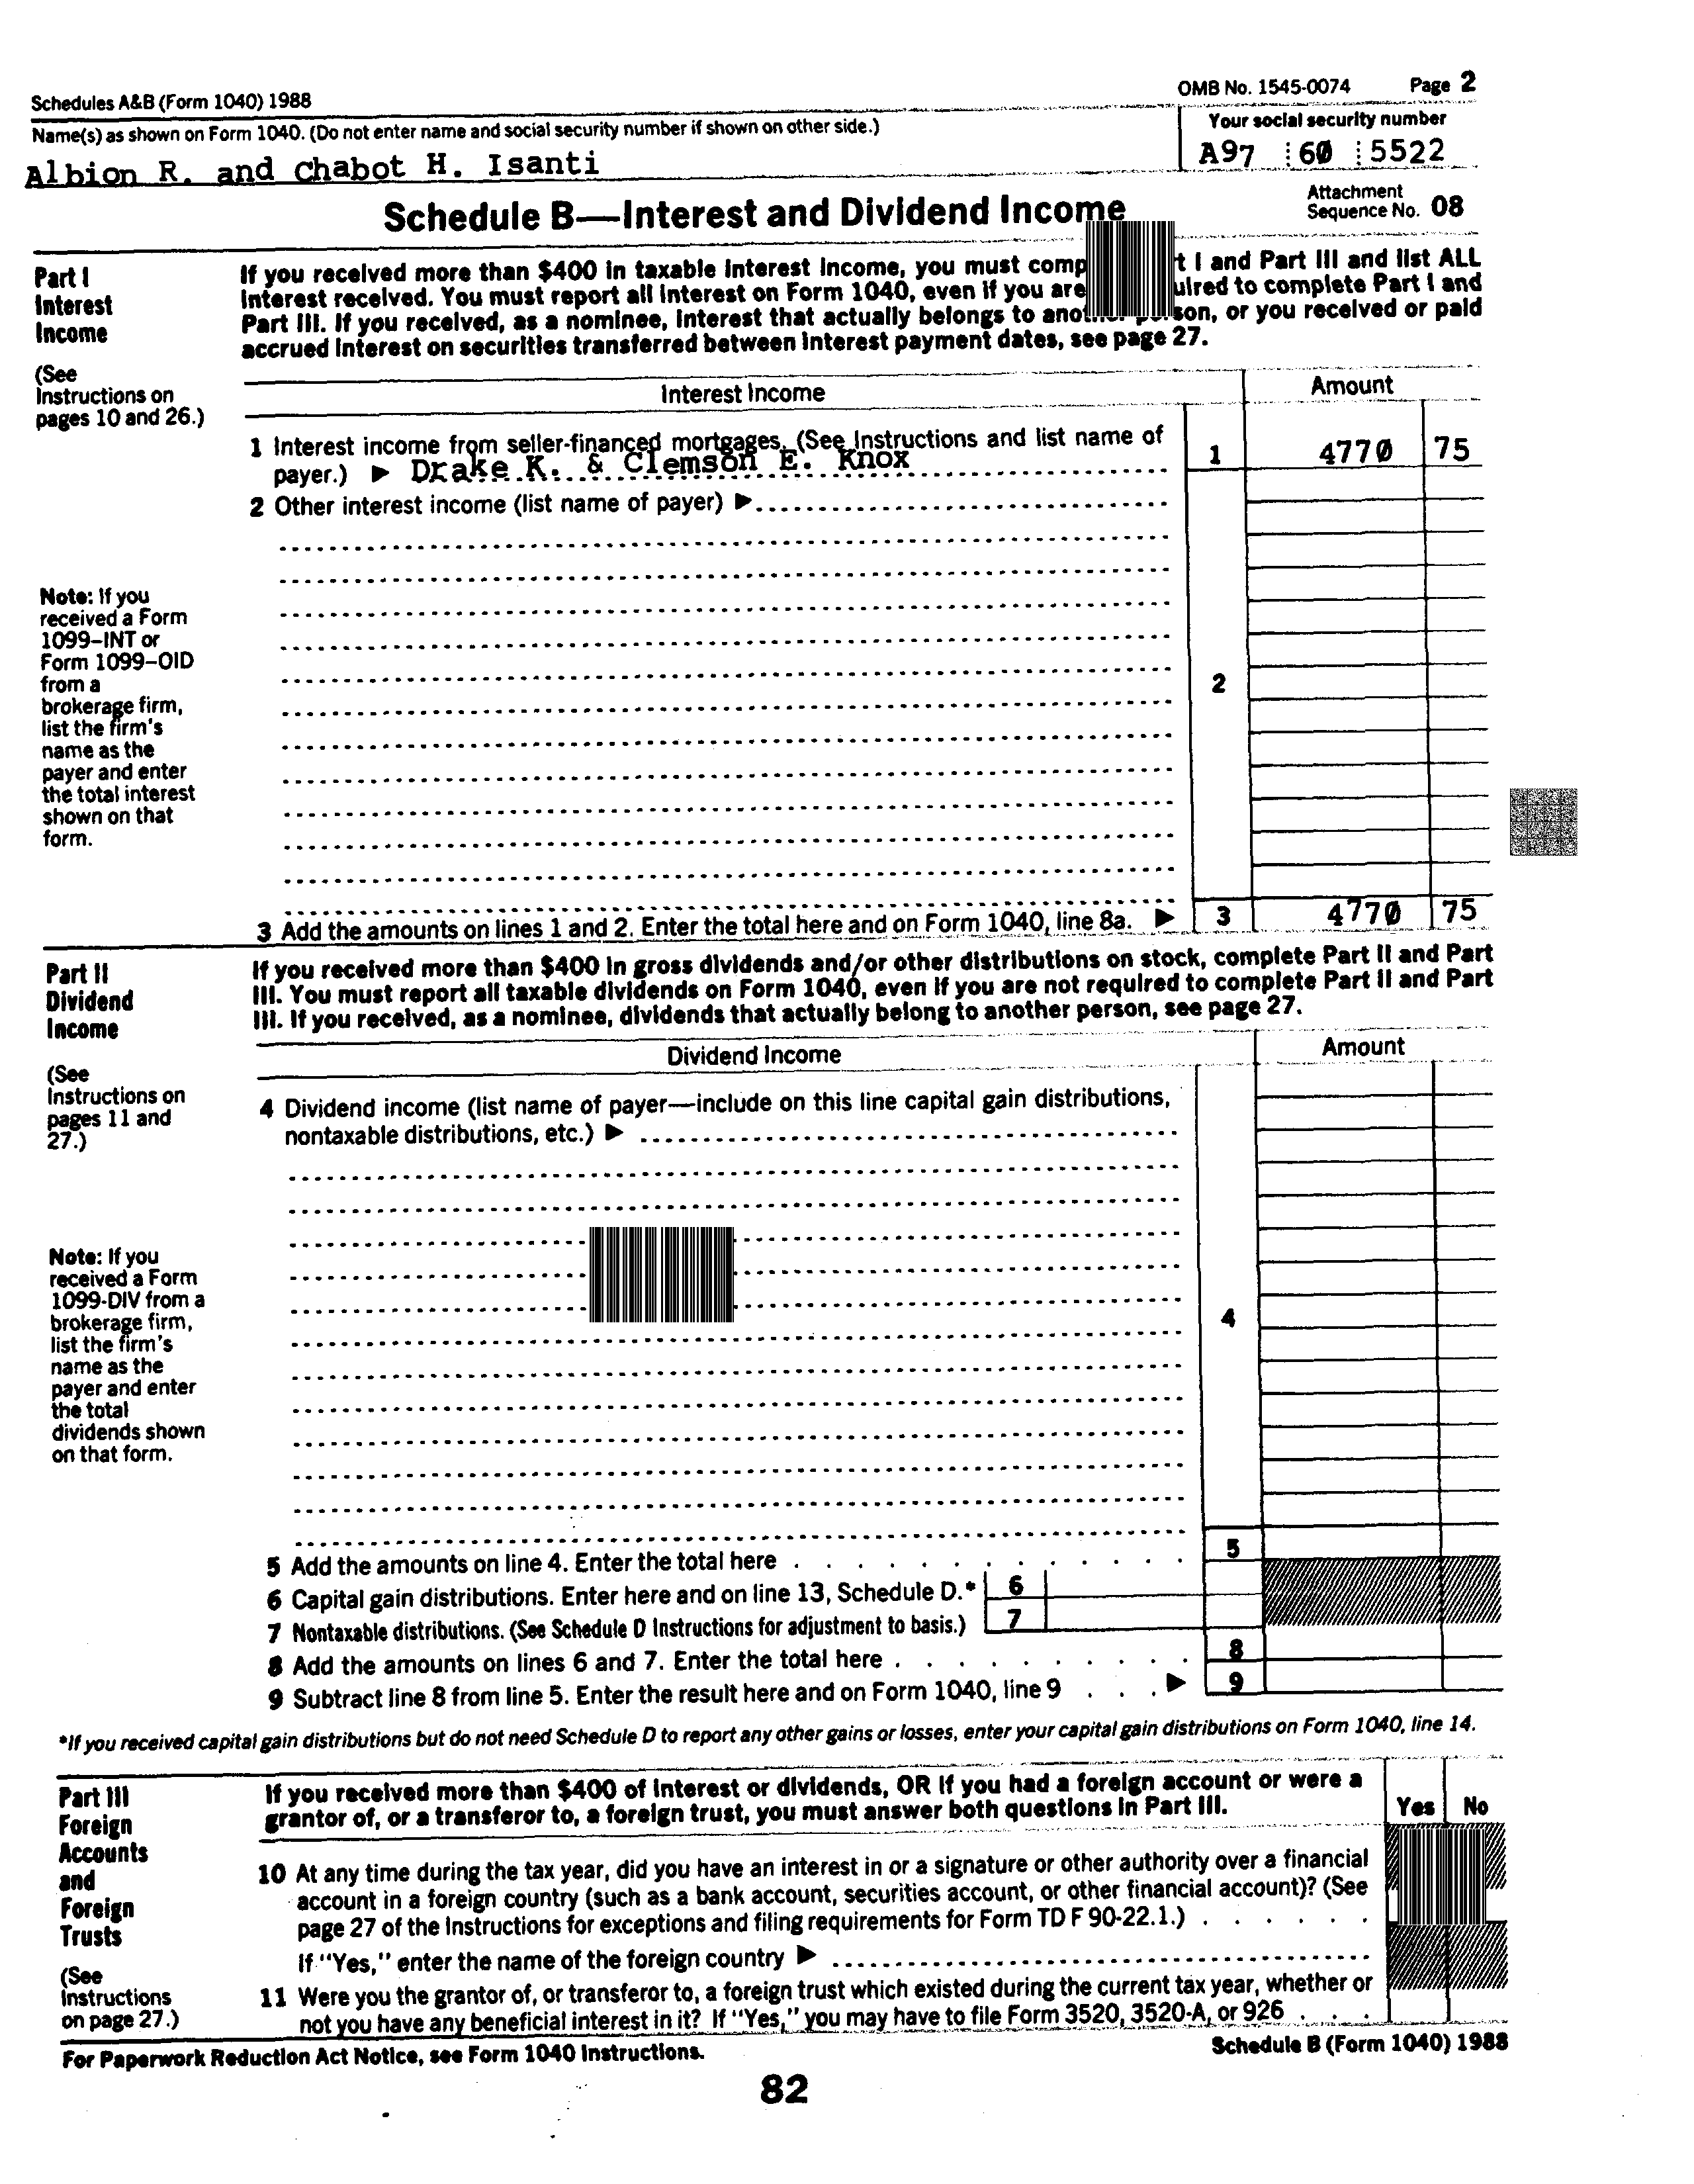 Schedules A&B (Form 1040) 1988
OMB No. 1545-0074 Page 2
Name(s) as shown on Form 1040. (Do not enter name and social security number if shown on other side.)
Your social security number
Albion R. and Chabot H. Isanti
A97 60 5522
Schedule B—Interest and Dividend Income
Attachment
Sequence No. 08
Part I
Interest
Income
(See
Instructions on
pages 10 and 26.)
If you received more than $400 in taxable interest income, you must comp t I and Part III and list ALL
interest received. You must report all interest on Form 1040, even if you are uired to complete Part I and
Part III. If you received, as a nominee, interest that actually belongs to another person, or you received or paid
accrued interest on securities transferred between interest payment dates, see page 27.
Interest Income
Amount
1 Interest income from seller-financed mortgages. (See Instructions and list name of
payer.) ▶ Drake K. & Clemson E. Knox
1 4770 75
2 Other interest income (list name of payer) ▶
Note: If you
received a Form
1099–INT or
Form 1099–OID
from a
brokerage firm,
list the firm's
name as the
payer and enter
the total interest
shown on that
form.
2
3 Add the amounts on lines 1 and 2. Enter the total here and on Form 1040, line 8a. ▶ 3 4770 75
Part II
Dividend
Income
(See
Instructions on
pages 11 and
27.)
If you received more than $400 in gross dividends and/or other distributions on stock, complete Part II and Part
III. You must report all taxable dividends on Form 1040, even if you are not required to complete Part II and Part
III. If you received, as a nominee, dividends that actually belong to another person, see page 27.
Dividend Income
Amount
4 Dividend income (list name of payer—include on this line capital gain distributions,
nontaxable distributions, etc.) ▶
Note: If you
received a Form
1099-DIV from a
brokerage firm,
list the firm's
name as the
payer and enter
the total
dividends shown
on that form.
4
5 Add the amounts on line 4. Enter the total here . . . . . . . . . . 5
6 Capital gain distributions. Enter here and on line 13, Schedule D.* 6
7 Nontaxable distributions. (See Schedule D Instructions for adjustment to basis.) 7
8 Add the amounts on lines 6 and 7. Enter the total here . . . . . . . . 8
9 Subtract line 8 from line 5. Enter the result here and on Form 1040, line 9 . . . ▶ 9
*If you received capital gain distributions but do not need Schedule D to report any other gains or losses, enter your capital gain distributions on Form 1040, line 14.
Part III
Foreign
Accounts
and
Foreign
Trusts
(See
Instructions
on page 27.)
If you received more than $400 of interest or dividends, OR if you had a foreign account or were a
grantor of, or a transferor to, a foreign trust, you must answer both questions in Part III.
Yes No
10 At any time during the tax year, did you have an interest in or a signature or other authority over a financial
account in a foreign country (such as a bank account, securities account, or other financial account)? (See
page 27 of the Instructions for exceptions and filing requirements for Form TD F 90-22.1.) . . . . . .
If "Yes," enter the name of the foreign country ▶
11 Were you the grantor of, or transferor to, a foreign trust which existed during the current tax year, whether or
not you have any beneficial interest in it? If "Yes," you may have to file Form 3520, 3520-A, or 926 . . .
For Paperwork Reduction Act Notice, see Form 1040 Instructions.
Schedule B (Form 1040) 1988
82